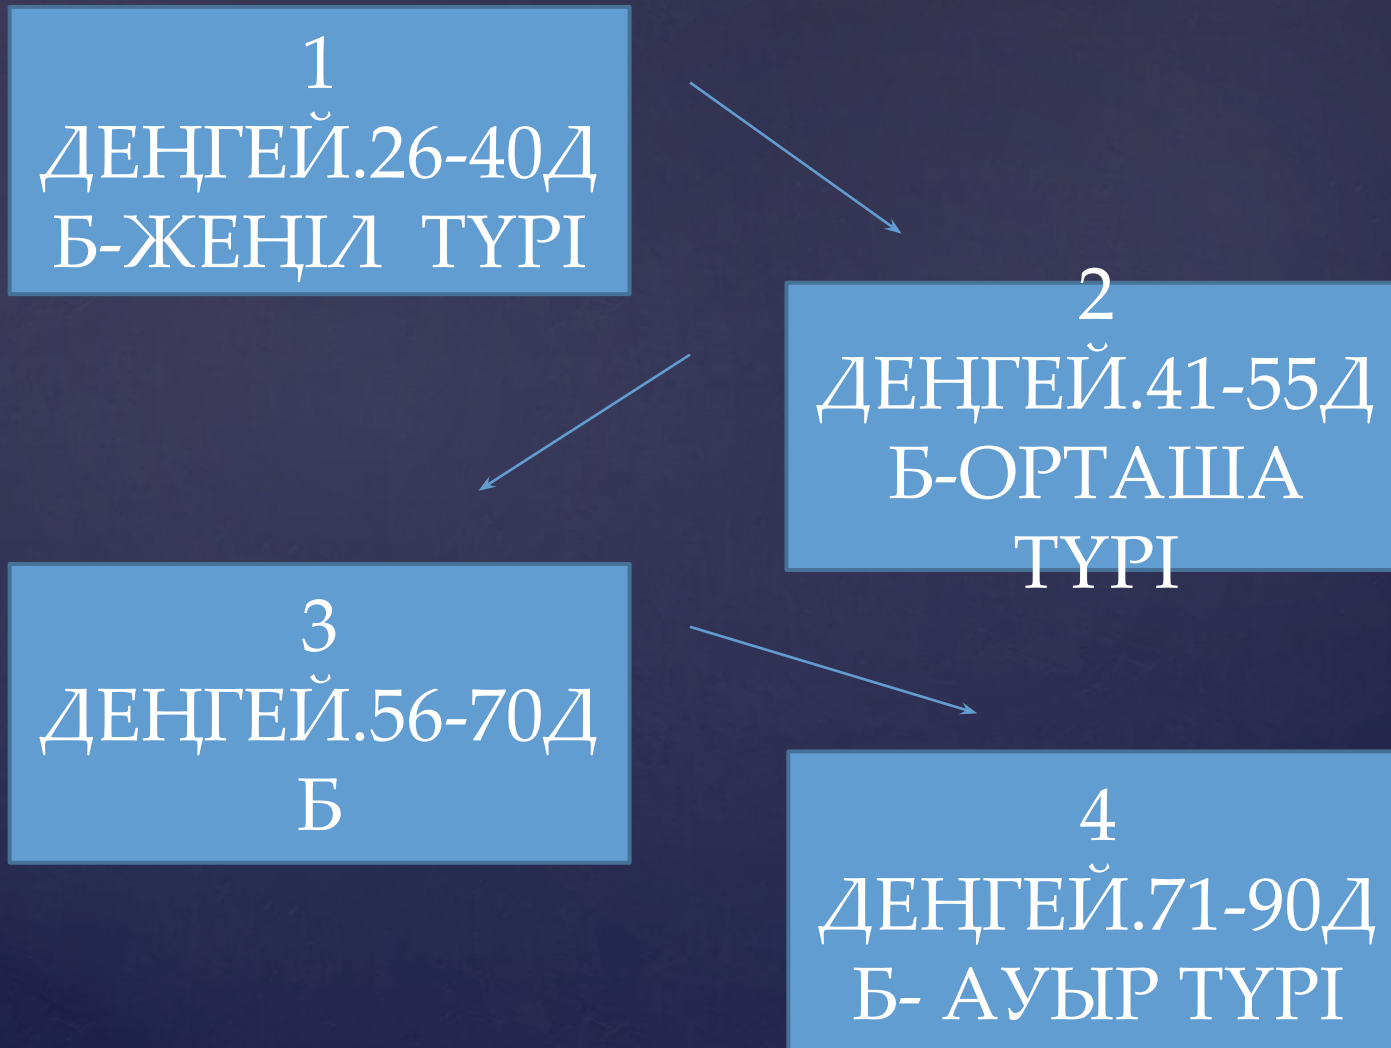 1
ДЕҢГЕЙ.26-40Д
Б-ЖЕҢІЛ ТҮРІ
2
ДЕҢГЕЙ.41-55Д
Б-ОРТАША
ТҮРІ
3
ДЕҢГЕЙ.56-70Д
Б
4
ДЕҢГЕЙ.71-90Д
Б- АУЫР ТҮРІ